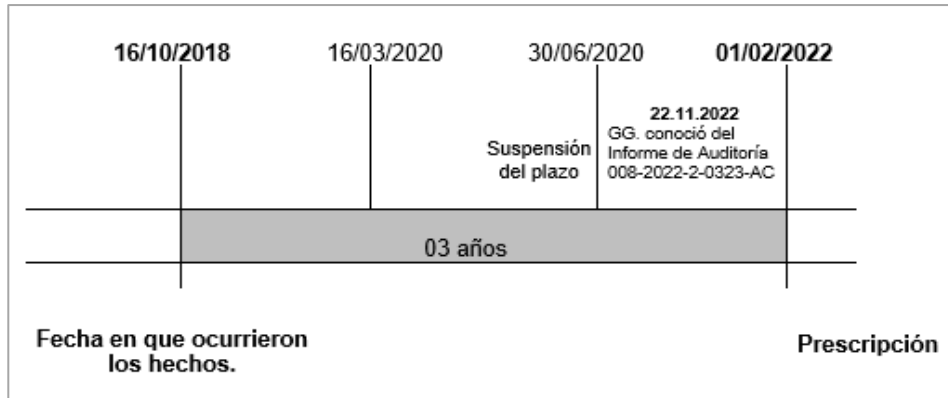 16/10/2018 16/03/2020 30/06/2020 01/02/2022
22.11.2022
GG. conoció del
Informe de Auditoría
008-2022-2-0323-AC
Suspensión
del plazo
03 años
Fecha en que ocurrieron
los hechos.
Prescripción